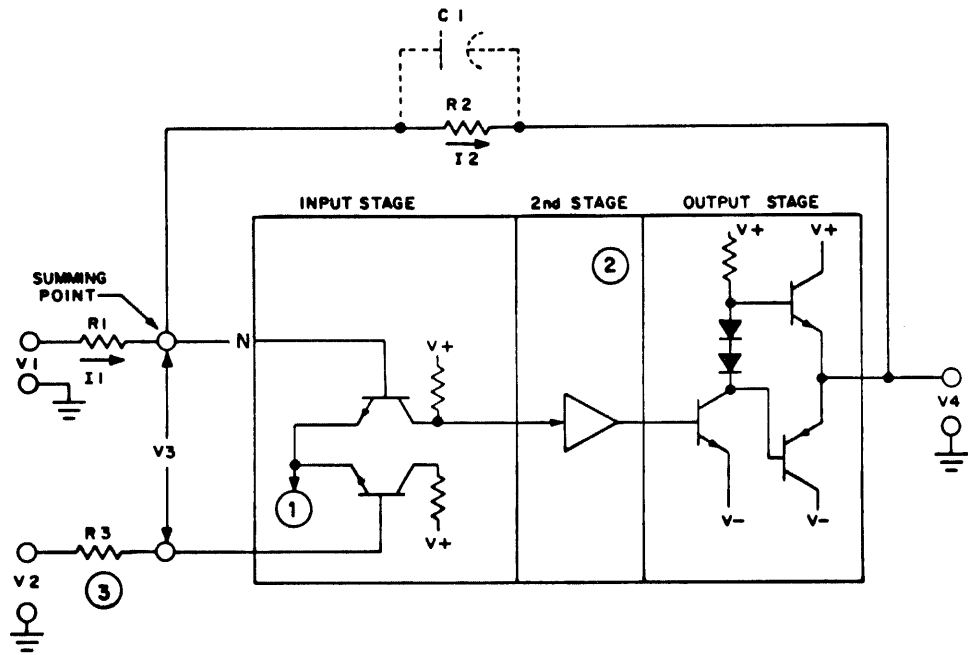 C1
R2
I2
INPUT STAGE
2nd STAGE
OUTPUT STAGE
V+
V+
2
SUMMING
POINT
R1
N
V1
I1
V+
V4
V3
1
V+
V-
V-
R3
V2
3